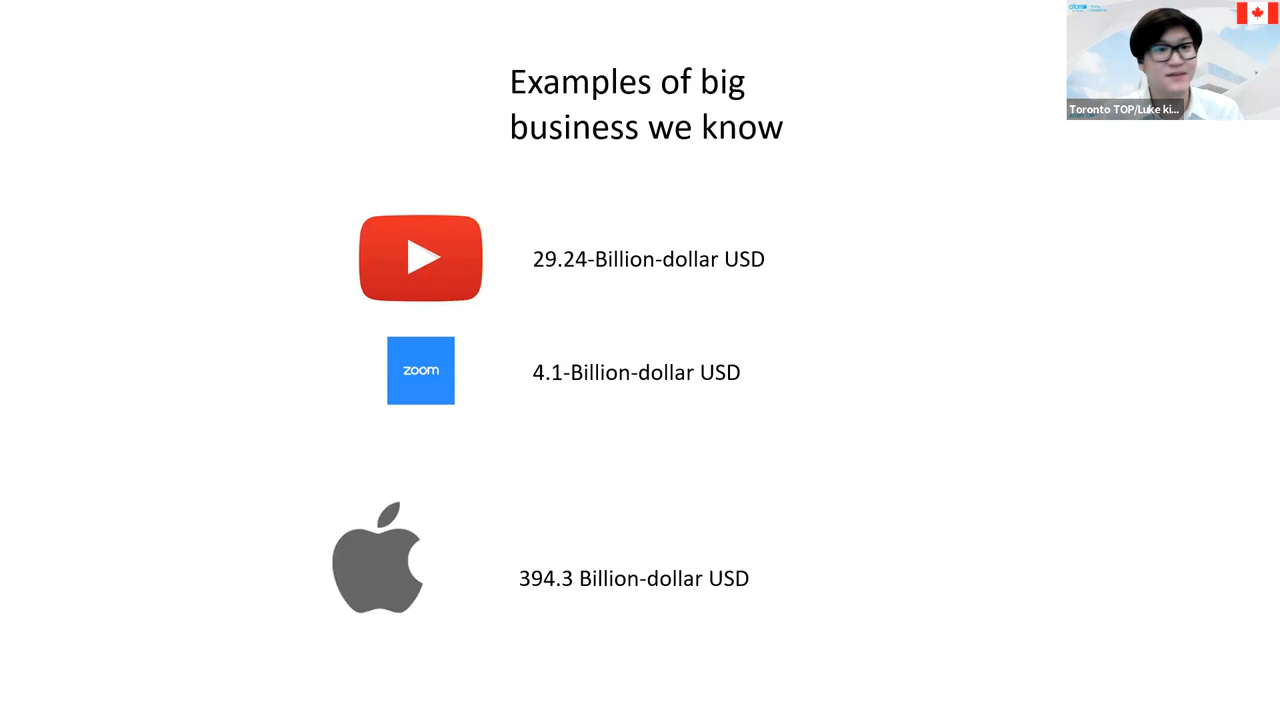 Examples of big
business we know
29.24-Billion-dollar USD
zoom
4.1-Billion-dollar USD
394.3 Billion-dollar USD
atom
Toronto TOP/Luke ki...